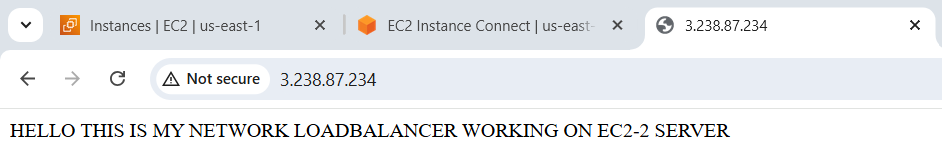 Instances | EC2 | us-east-1
EC2 Instance Connect | us-east-
3.238.87.234
Not secure
3.238.87.234
HELLO THIS IS MY NETWORK LOADBALANCER WORKING ON EC2-2 SERVER